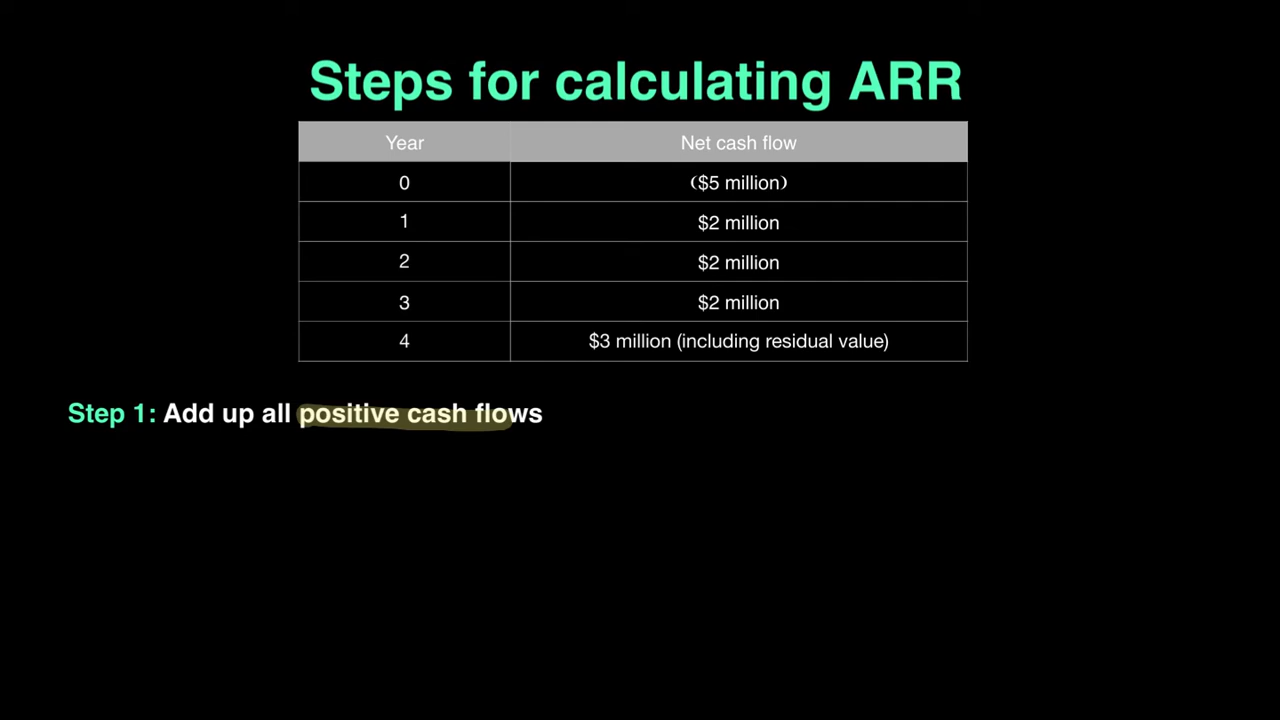 Steps for calculating ARR
Year Net cash flow
0 ($5 million)
1 $2 million
2 $2 million
3 $2 million
4 $3 million (including residual value)
Step 1: Add up all positive cash flows